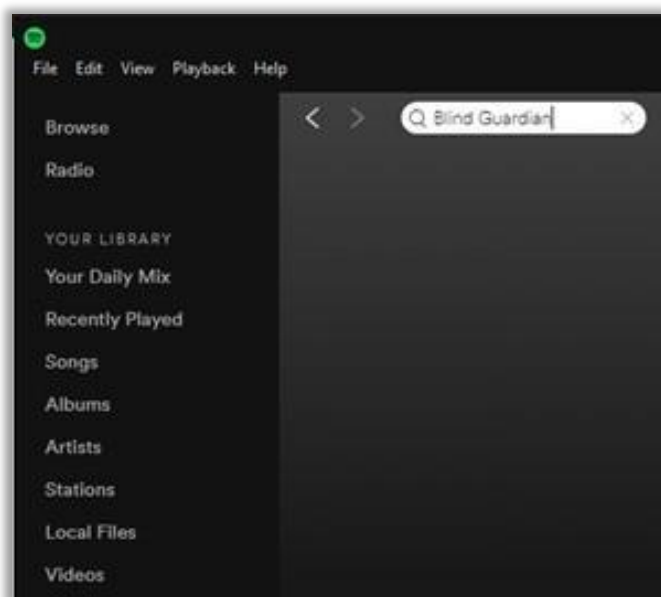 File Edit View Playback Help
Blind Guardian
Browse
Radio
YOUR LIBRARY
Your Daily Mix
Recently Played
Songs
Albums
Artists
Stations
Local Files
Videos